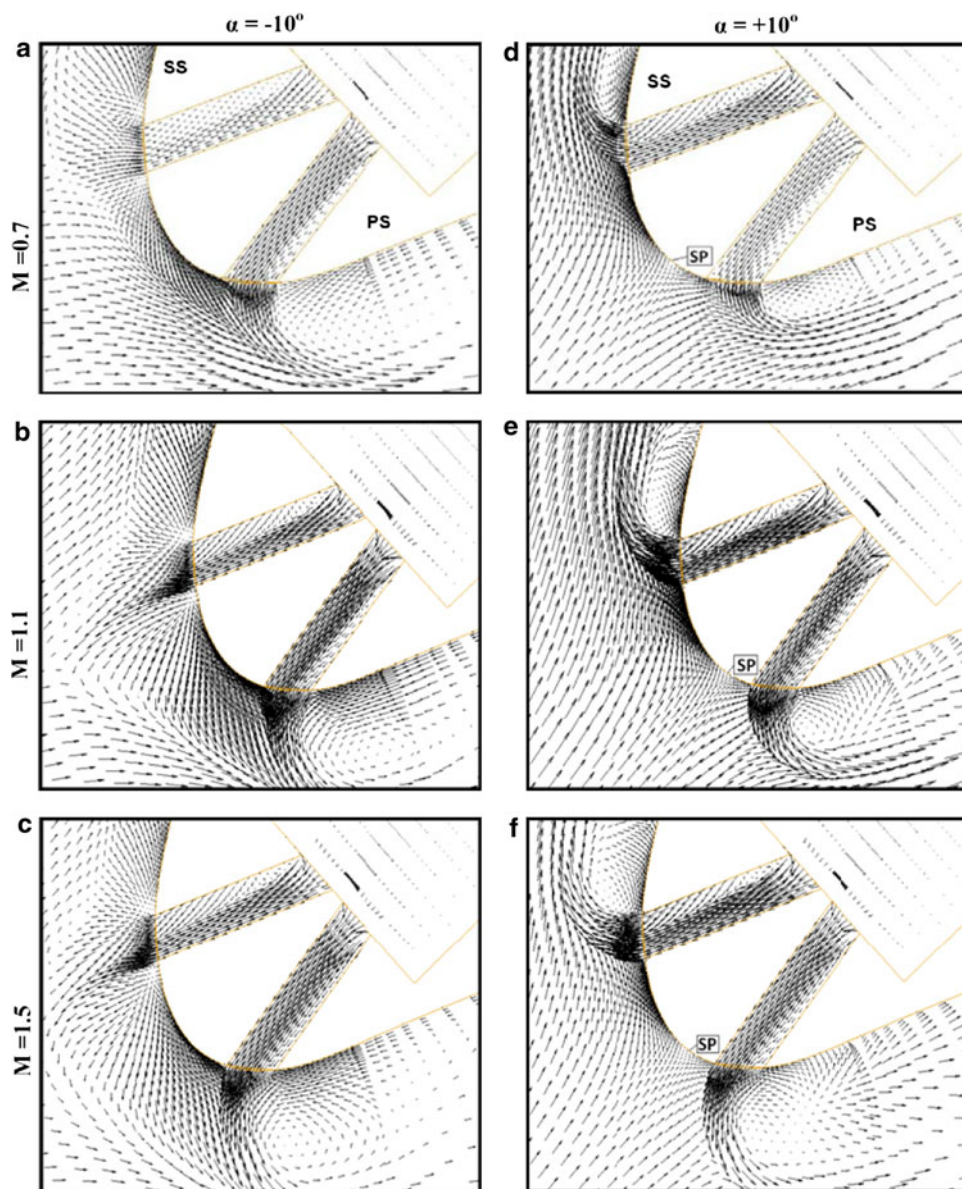 α = -10° α = +10°
a
SS
PS
M =0.7
d
SS
SP
PS
b
M =1.1
e
SP
c
M =1.5
f
SP